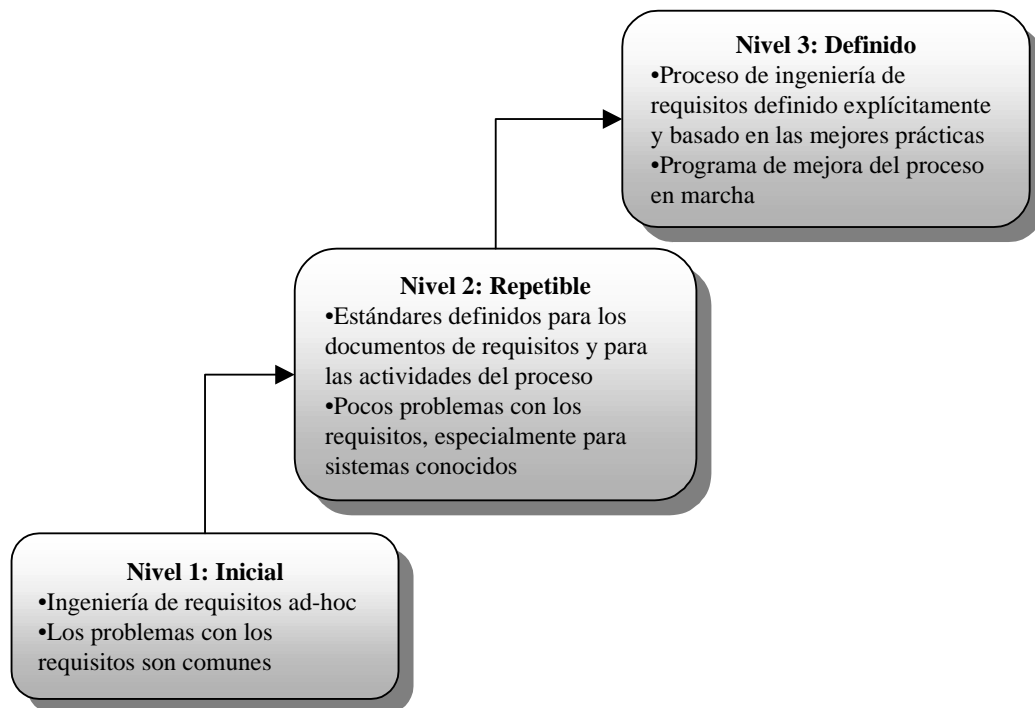 Nivel 3: Definido
•Proceso de ingeniería de
requisitos definido explícitamente
y basado en las mejores prácticas
•Programa de mejora del proceso
en marcha
Nivel 2: Repetible
•Estándares definidos para los
documentos de requisitos y para
las actividades del proceso
•Pocos problemas con los
requisitos, especialmente para
sistemas conocidos
Nivel 1: Inicial
•Ingeniería de requisitos ad-hoc
•Los problemas con los
requisitos son comunes